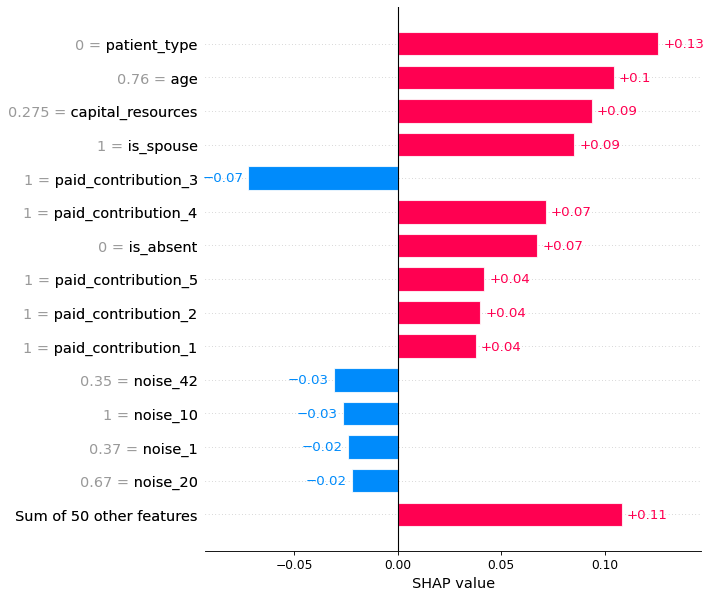 0 = patient_type +0.13
0.76 = age +0.1
0.275 = capital_resources +0.09
1 = is_spouse +0.09
1 = paid_contribution_3 −0.07
1 = paid_contribution_4 +0.07
0 = is_absent +0.07
1 = paid_contribution_5 +0.04
1 = paid_contribution_2 +0.04
1 = paid_contribution_1 +0.04
0.35 = noise_42 −0.03
1 = noise_10 −0.03
0.37 = noise_1 −0.02
0.67 = noise_20 −0.02
Sum of 50 other features +0.11
−0.05 0.00 0.05 0.10
SHAP value